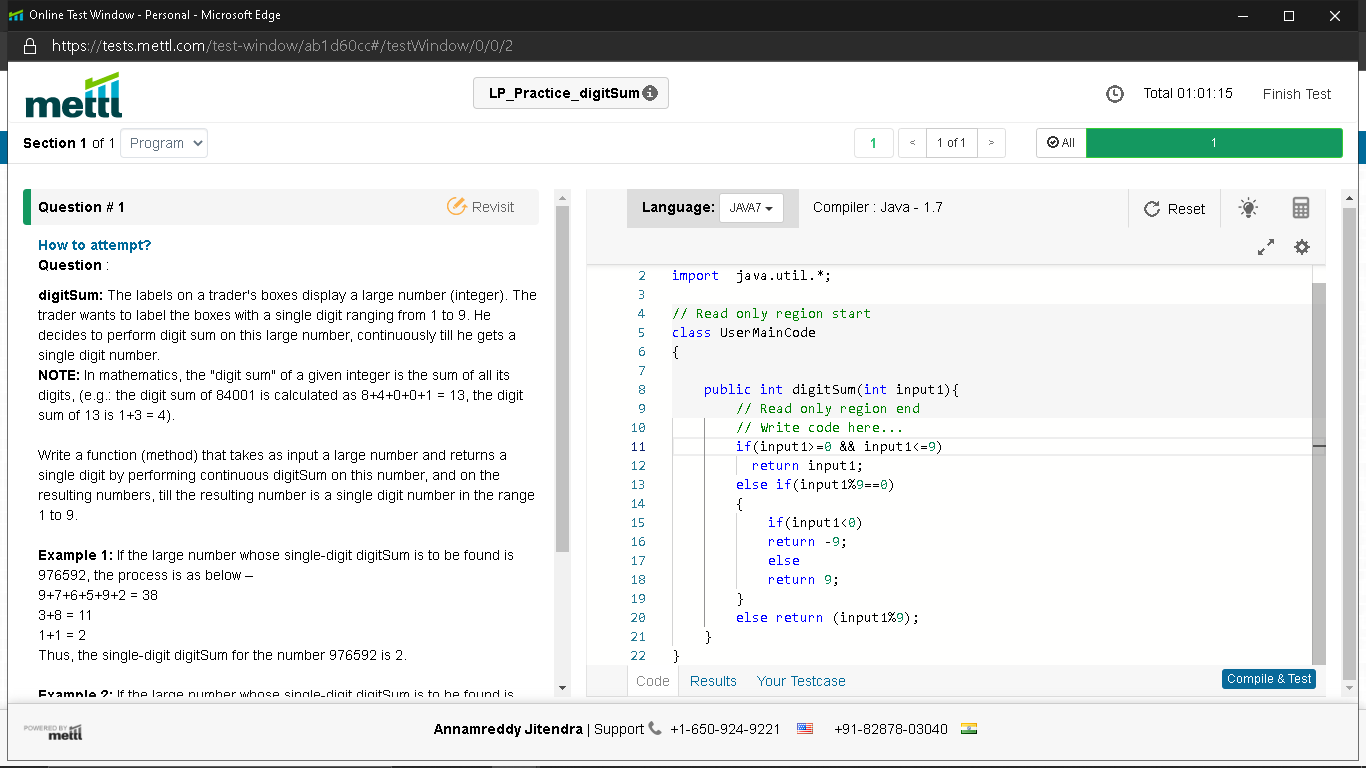 Online Test Window - Personal - Microsoft Edge
https://tests.mettl.com/test-window/ab1d60cc#/testWindow/0/0/2
mettl
LP_Practice_digitSum
Total 01:01:15
Finish Test
Section 1 of 1
Program
1
<
1 of 1
>
All
1
Question # 1
Revisit
How to attempt?
Question :
digitSum: The labels on a trader's boxes display a large number (integer). The
trader wants to label the boxes with a single digit ranging from 1 to 9. He
decides to perform digit sum on this large number, continuously till he gets a
single digit number.
NOTE: In mathematics, the "digit sum" of a given integer is the sum of all its
digits, (e.g.: the digit sum of 84001 is calculated as 8+4+0+0+1 = 13, the digit
sum of 13 is 1+3 = 4).
Write a function (method) that takes as input a large number and returns a
single digit by performing continuous digitSum on this number, and on the
resulting numbers, till the resulting number is a single digit number in the range
1 to 9.
Example 1: If the large number whose single-digit digitSum is to be found is
976592, the process is as below –
9+7+6+5+9+2 = 38
3+8 = 11
1+1 = 2
Thus, the single-digit digitSum for the number 976592 is 2.
Example 2: If the large number whose single-digit digitSum is to be found is
Language: JAVA7
Compiler : Java - 1.7
Reset
2 import  java.util.*;
3
4 // Read only region start
5 class UserMainCode
6 {
7
8     public int digitSum(int input1){
9         // Read only region end
10         // Write code here...
11         if(input1>=0 && input1<=9)
12           return input1;
13         else if(input1%9==0)
14         {
15             if(input1<0)
16             return -9;
17             else
18             return 9;
19         }
20         else return (input1%9);
21     }
22 }
Code
Results
Your Testcase
Compile & Test
POWERED BY
mettl
Annamreddy Jitendra | Support +1-650-924-9221 +91-82878-03040